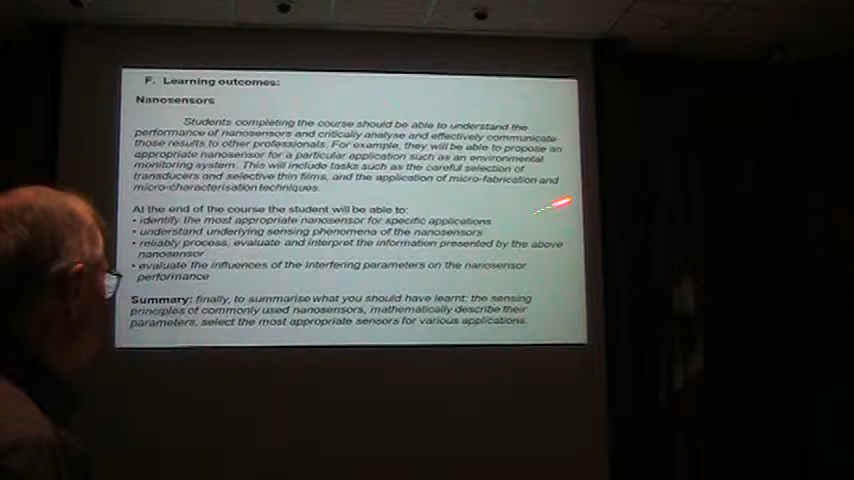 F. Learning outcomes:
Nanosensors
Students completing the course should be able to understand the
performance of nanosensors and critically analyse and effectively communicate
those results to other professionals. For example, they will be able to propose an
appropriate nanosensor for a particular application such as an environmental
monitoring system. This will include tasks such as the careful selection of
transducers and selective thin films, and the application of micro-fabrication and
micro-characterisation techniques.
At the end of the course the student will be able to:
• identify the most appropriate nanosensor for specific applications
• understand underlying sensing phenomena of the nanosensors
• reliably process, evaluate and interpret the information presented by the above
nanosensor
• evaluate the influences of the interfering parameters on the nanosensor
performance
Summary: finally, to summarise what you should have learnt: the sensing
principles of commonly used nanosensors, mathematically describe their
parameters, select the most appropriate sensors for various applications.